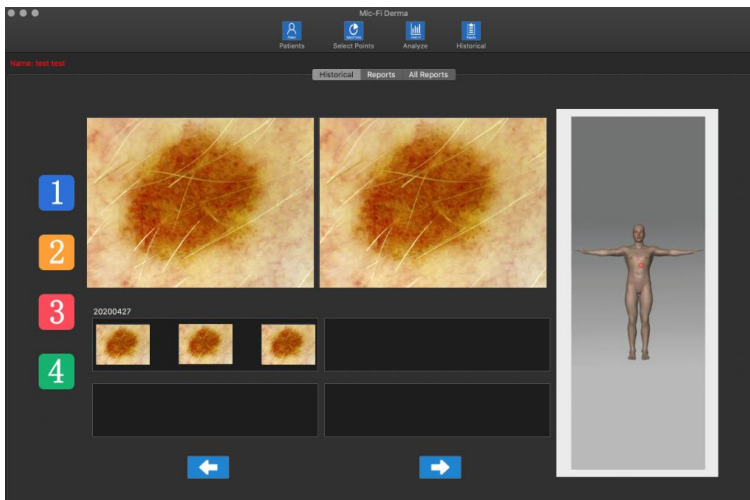 Mic-Fi Derma
Patients Select Points Analyze Historical
Name: test test
Historical Reports All Reports
1
2
3
20200427
4